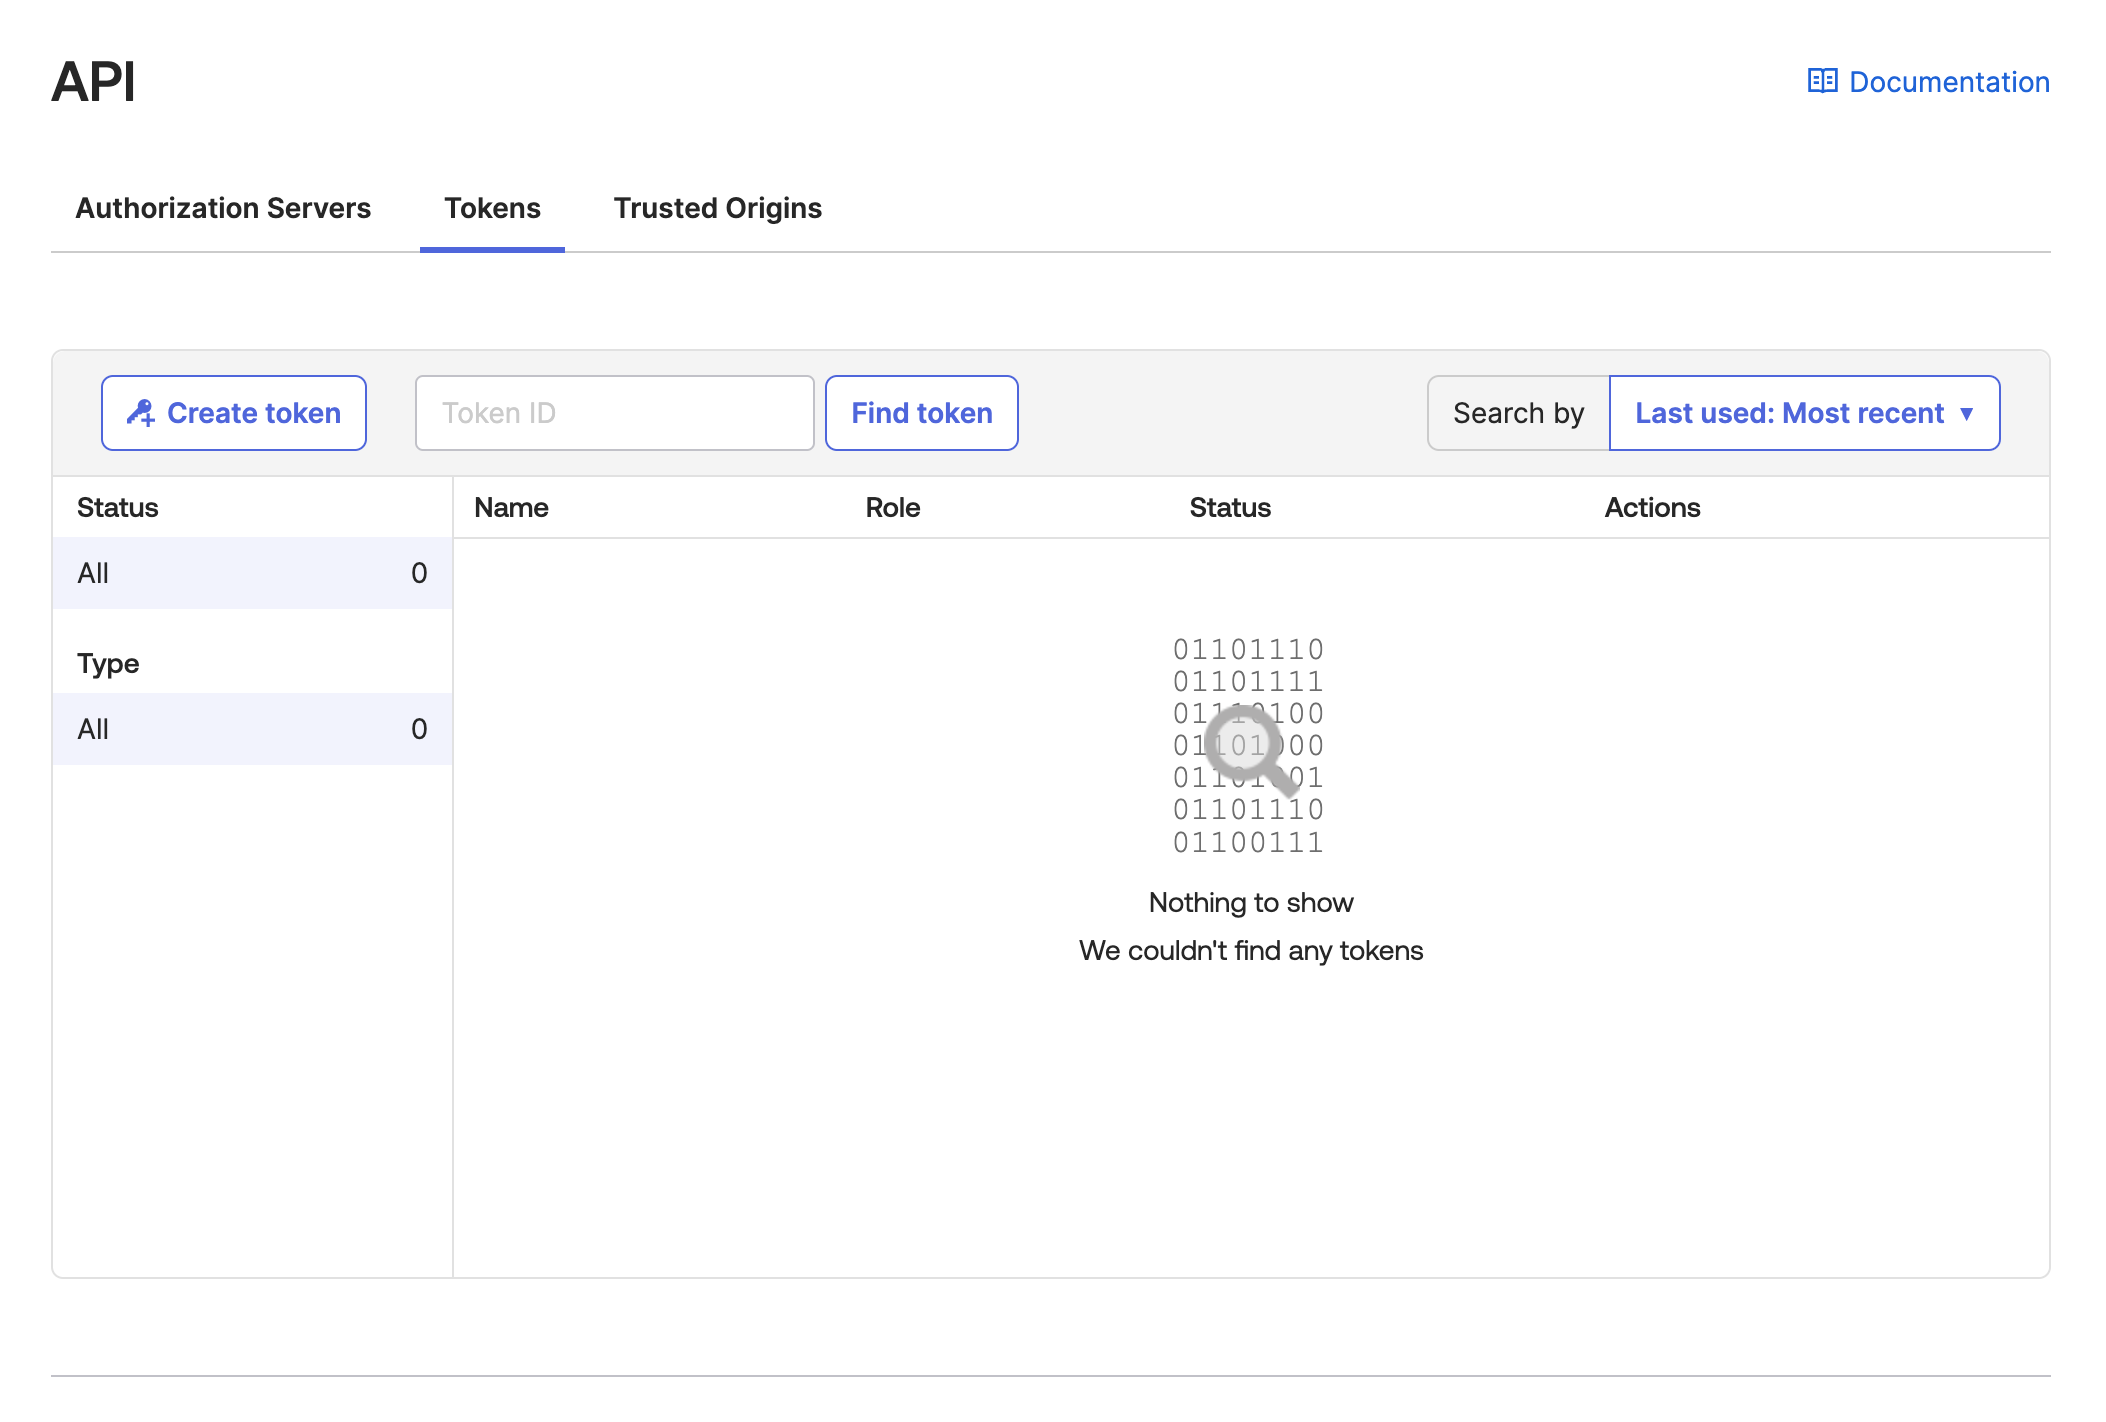 API
Documentation
Authorization Servers Tokens Trusted Origins
Create token Token ID Find token Search by Last used: Most recent ▼
Status Name Role Status Actions
All 0
Type
All 0
01101110
01101111
01110100
01101000
01101001
01101110
01100111
Nothing to show
We couldn't find any tokens